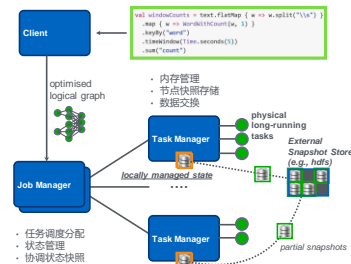 val windowCounts = text.flatMap { w => w.split("\\s") }
.map { w => WordWithCount(w, 1) }
.keyBy("word")
.timeWindow(Time.seconds(5))
.sum("count")
Client
optimised
logical graph
· 内存管理
· 节点快照存储
· 数据交换
physical
long-running
tasks
Task Manager
External
Snapshot Store
(e.g., hdfs)
locally managed state
Job Manager
....
· 任务调度分配
· 状态管理
· 协调状态快照
Task Manager
partial snapshots